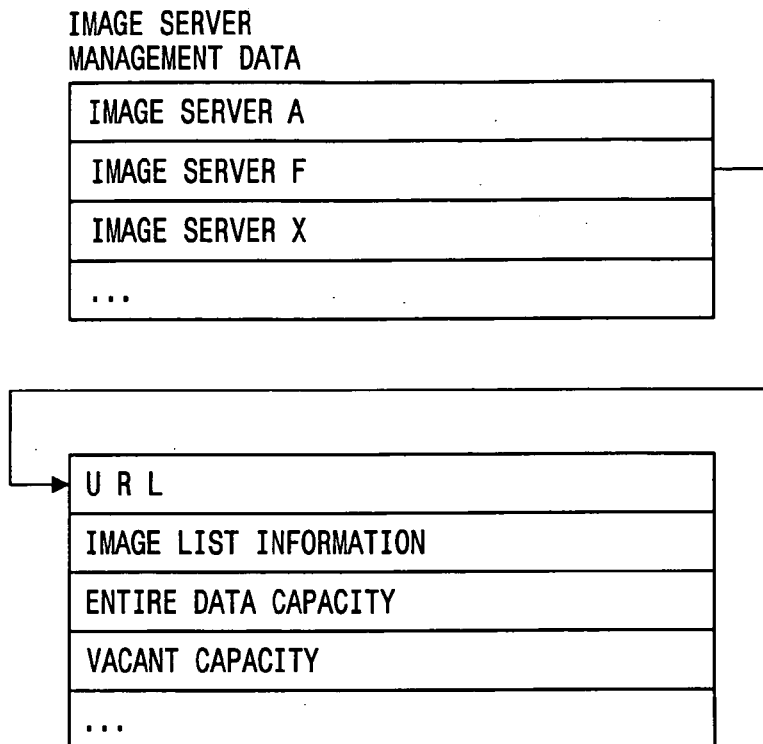 IMAGE SERVER
MANAGEMENT DATA
IMAGE SERVER A
IMAGE SERVER F
IMAGE SERVER X
...
U R L
IMAGE LIST INFORMATION
ENTIRE DATA CAPACITY
VACANT CAPACITY
...